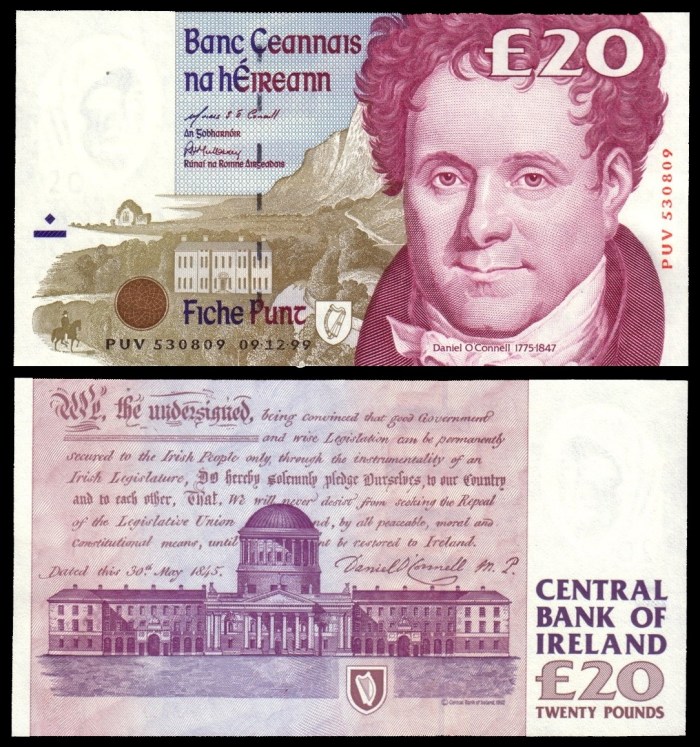 Banc Ceannais
na hÉireann
£20
An Gobharnóir
Rúnaí na Roinne Airgeadais
PUV 530809
Fiche Punt
PUV 530809 09·12·99
Daniel O'Connell 1775-1847
We, the undersigned, being convinced that good Government
and wise Legislation can be permanently
secured to the Irish People only through the instrumentality of an
Irish Legislature, Do hereby solemnly pledge Ourselves, to our Country
and to each other, That, We will never desist from seeking the Repeal
of the Legislative Union nd, by all peaceable, moral and
Constitutional means, until nt be restored to Ireland.
Dated this 30th May 1845. Daniel O'Connell M.P.
CENTRAL
BANK OF
IRELAND
£20
TWENTY POUNDS